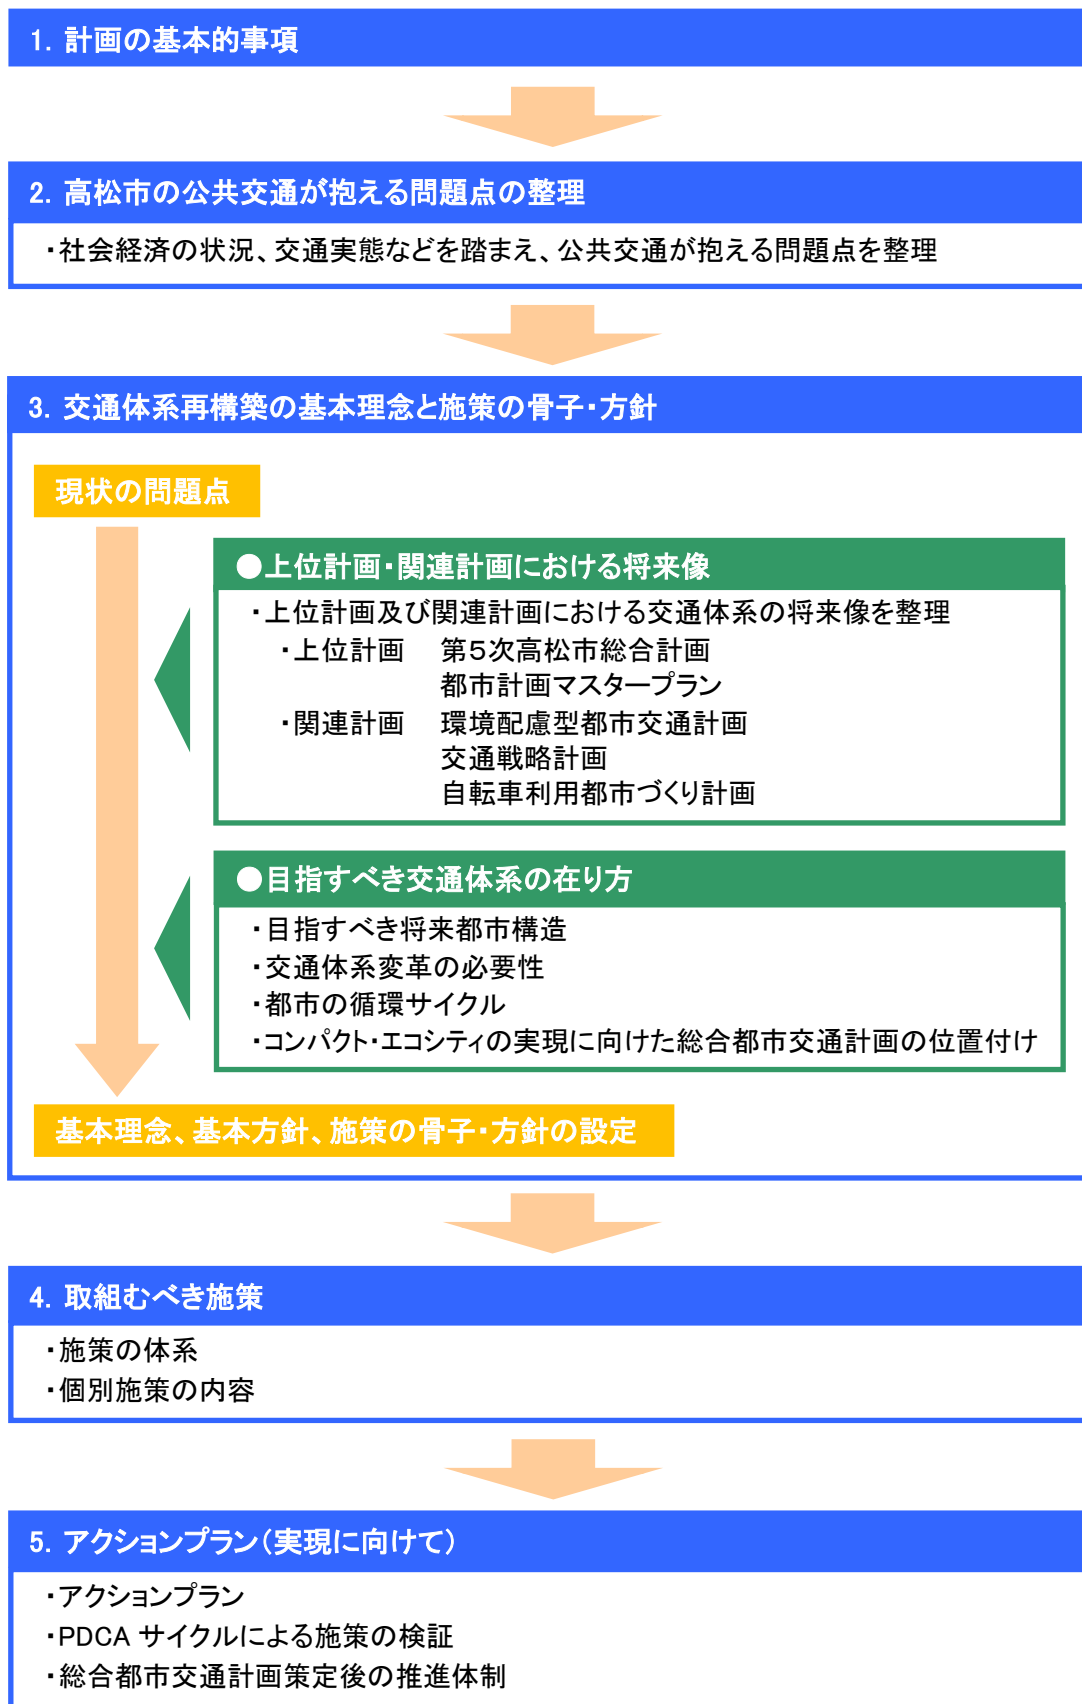 1. 計画の基本的事項
2. 高松市の公共交通が抱える問題点の整理
・社会経済の状況、交通実態などを踏まえ、公共交通が抱える問題点を整理
3. 交通体系再構築の基本理念と施策の骨子・方針
現状の問題点
●上位計画・関連計画における将来像
・上位計画及び関連計画における交通体系の将来像を整理
・上位計画 第5次高松市総合計画
都市計画マスタープラン
・関連計画 環境配慮型都市交通計画
交通戦略計画
自転車利用都市づくり計画
●目指すべき交通体系の在り方
・目指すべき将来都市構造
・交通体系変革の必要性
・都市の循環サイクル
・コンパクト・エコシティの実現に向けた総合都市交通計画の位置付け
基本理念、基本方針、施策の骨子・方針の設定
4. 取組むべき施策
・施策の体系
・個別施策の内容
5. アクションプラン(実現に向けて)
・アクションプラン
・PDCA サイクルによる施策の検証
・総合都市交通計画策定後の推進体制